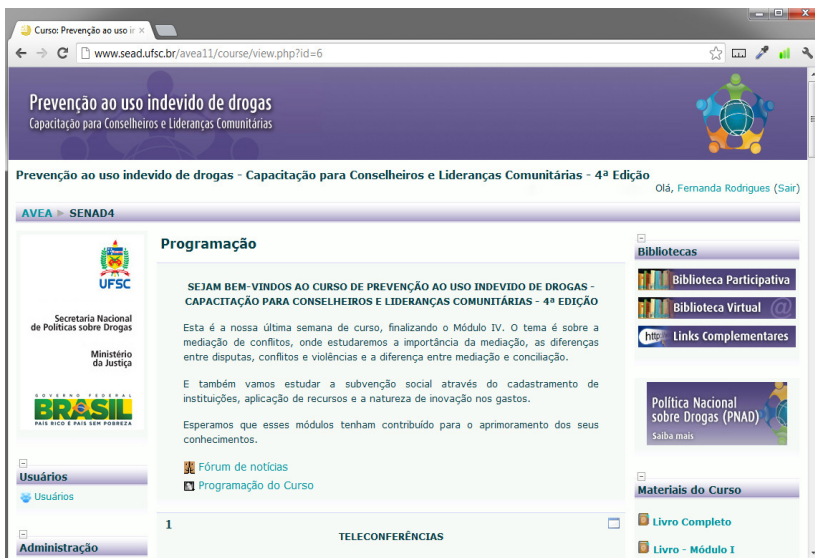 Curso: Prevenção ao uso ir
www.sead.ufsc.br/avea11/course/view.php?id=6
Prevenção ao uso indevido de drogas
Capacitação para Conselheiros e Lideranças Comunitárias
Prevenção ao uso indevido de drogas - Capacitação para Conselheiros e Lideranças Comunitárias - 4ª Edição
Olá, Fernanda Rodrigues (Sair)
AVEA ► SENAD4
UFSC
Secretaria Nacional
de Políticas sobre Drogas
Ministério
da Justiça
GOVERNO FEDERAL
BRASIL
PAÍS RICO É PAÍS SEM POBREZA
Usuários
Usuários
Administração
Programação
SEJAM BEM-VINDOS AO CURSO DE PREVENÇÃO AO USO INDEVIDO DE DROGAS -
CAPACITAÇÃO PARA CONSELHEIROS E LIDERANÇAS COMUNITÁRIAS - 4ª EDIÇÃO
Esta é a nossa última semana de curso, finalizando o Módulo IV. O tema é sobre a
mediação de conflitos, onde estudaremos a importância da mediação, as diferenças
entre disputas, conflitos e violências e a diferença entre mediação e conciliação.
E também vamos estudar a subvenção social através do cadastramento de
instituições, aplicação de recursos e a natureza de inovação nos gastos.
Esperamos que esses módulos tenham contribuído para o aprimoramento dos seus
conhecimentos.
Fórum de notícias
Programação do Curso
1
TELECONFERÊNCIAS
Bibliotecas
Biblioteca Participativa
Biblioteca Virtual @
http: Links Complementares
Política Nacional
sobre Drogas (PNAD)
Saiba mais
Materiais do Curso
Livro Completo
Livro - Módulo I